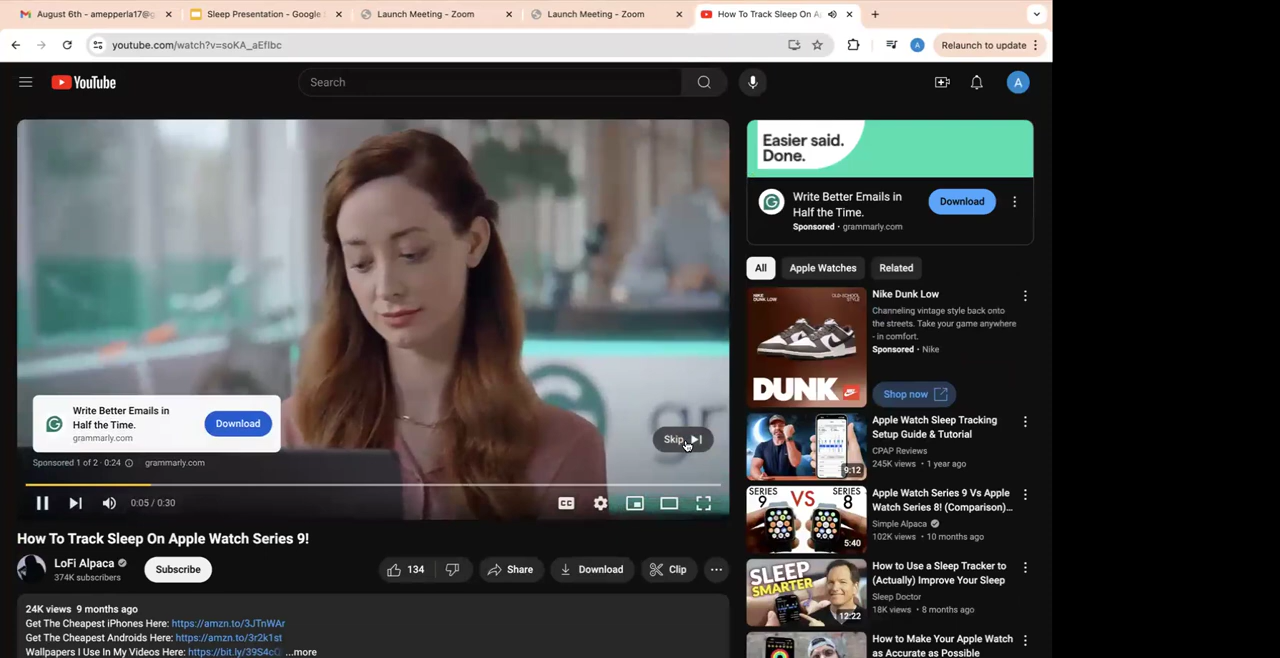 August 6th - amepperla17@g
Sleep Presentation - Google
Launch Meeting - Zoom
Launch Meeting - Zoom
How To Track Sleep On A
youtube.com/watch?v=soKA_aEfIbc
A
Relaunch to update
YouTube
Search
A
Easier said.
Done.
Write Better Emails in
Half the Time.
Sponsored · grammarly.com
Download
Write Better Emails in
Half the Time.
grammarly.com
Download
Skip
Sponsored 1 of 2 · 0:24
grammarly.com
0:05 / 0:30
CC
How To Track Sleep On Apple Watch Series 9!
LoFi Alpaca
374K subscribers
Subscribe
134
Share
Download
Clip
24K views 9 months ago
Get The Cheapest iPhones Here: https://amzn.to/3JTnWAr
Get The Cheapest Androids Here: https://amzn.to/3r2k1st
Wallpapers I Use In My Videos Here: https://bit.ly/39S4c ...more
All
Apple Watches
Related
DUNK
Nike Dunk Low
Channeling vintage style back onto
the streets. Take your game anywhere
- in comfort.
Sponsored · Nike
Shop now
9:12
Apple Watch Sleep Tracking
Setup Guide & Tutorial
CPAP Reviews
245K views · 1 year ago
SERIES 9 VS SERIES 8
5:40
Apple Watch Series 9 Vs Apple
Watch Series 8! (Comparison)...
Simple Alpaca
102K views · 10 months ago
SLEEP
SMARTER
12:22
How to Use a Sleep Tracker to
(Actually) Improve Your Sleep
Sleep Doctor
18K views · 8 months ago
How to Make Your Apple Watch
as Accurate as Possible